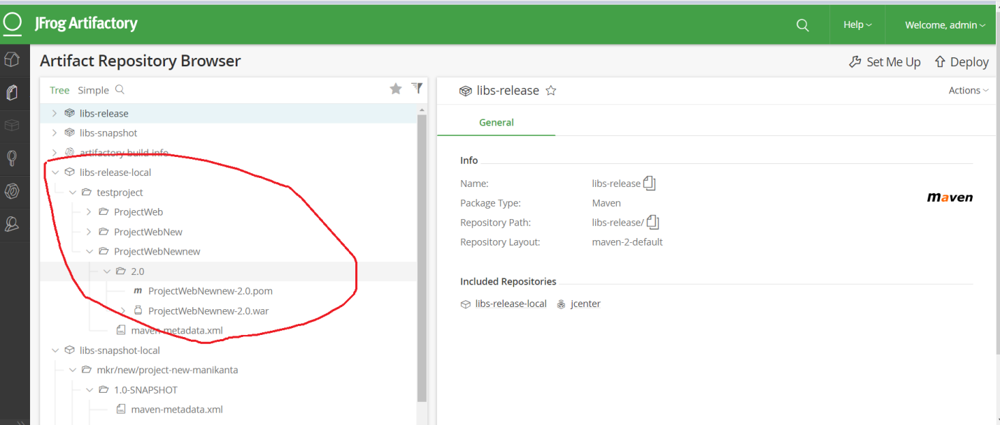 JFrog Artifactory
Help
Welcome, admin
Artifact Repository Browser
Set Me Up
Deploy
Tree
Simple
libs-release
libs-snapshot
artifactory-build-info
libs-release-local
testproject
ProjectWeb
ProjectWebNew
ProjectWebNewnew
2.0
m ProjectWebNewnew-2.0.pom
ProjectWebNewnew-2.0.war
maven-metadata.xml
libs-snapshot-local
mkr/new/project-new-manikanta
1.0-SNAPSHOT
maven-metadata.xml
libs-release
Actions
General
Info
Name: libs-release
Package Type: Maven
Repository Path: libs-release/
Repository Layout: maven-2-default
maven
Included Repositories
libs-release-local jcenter